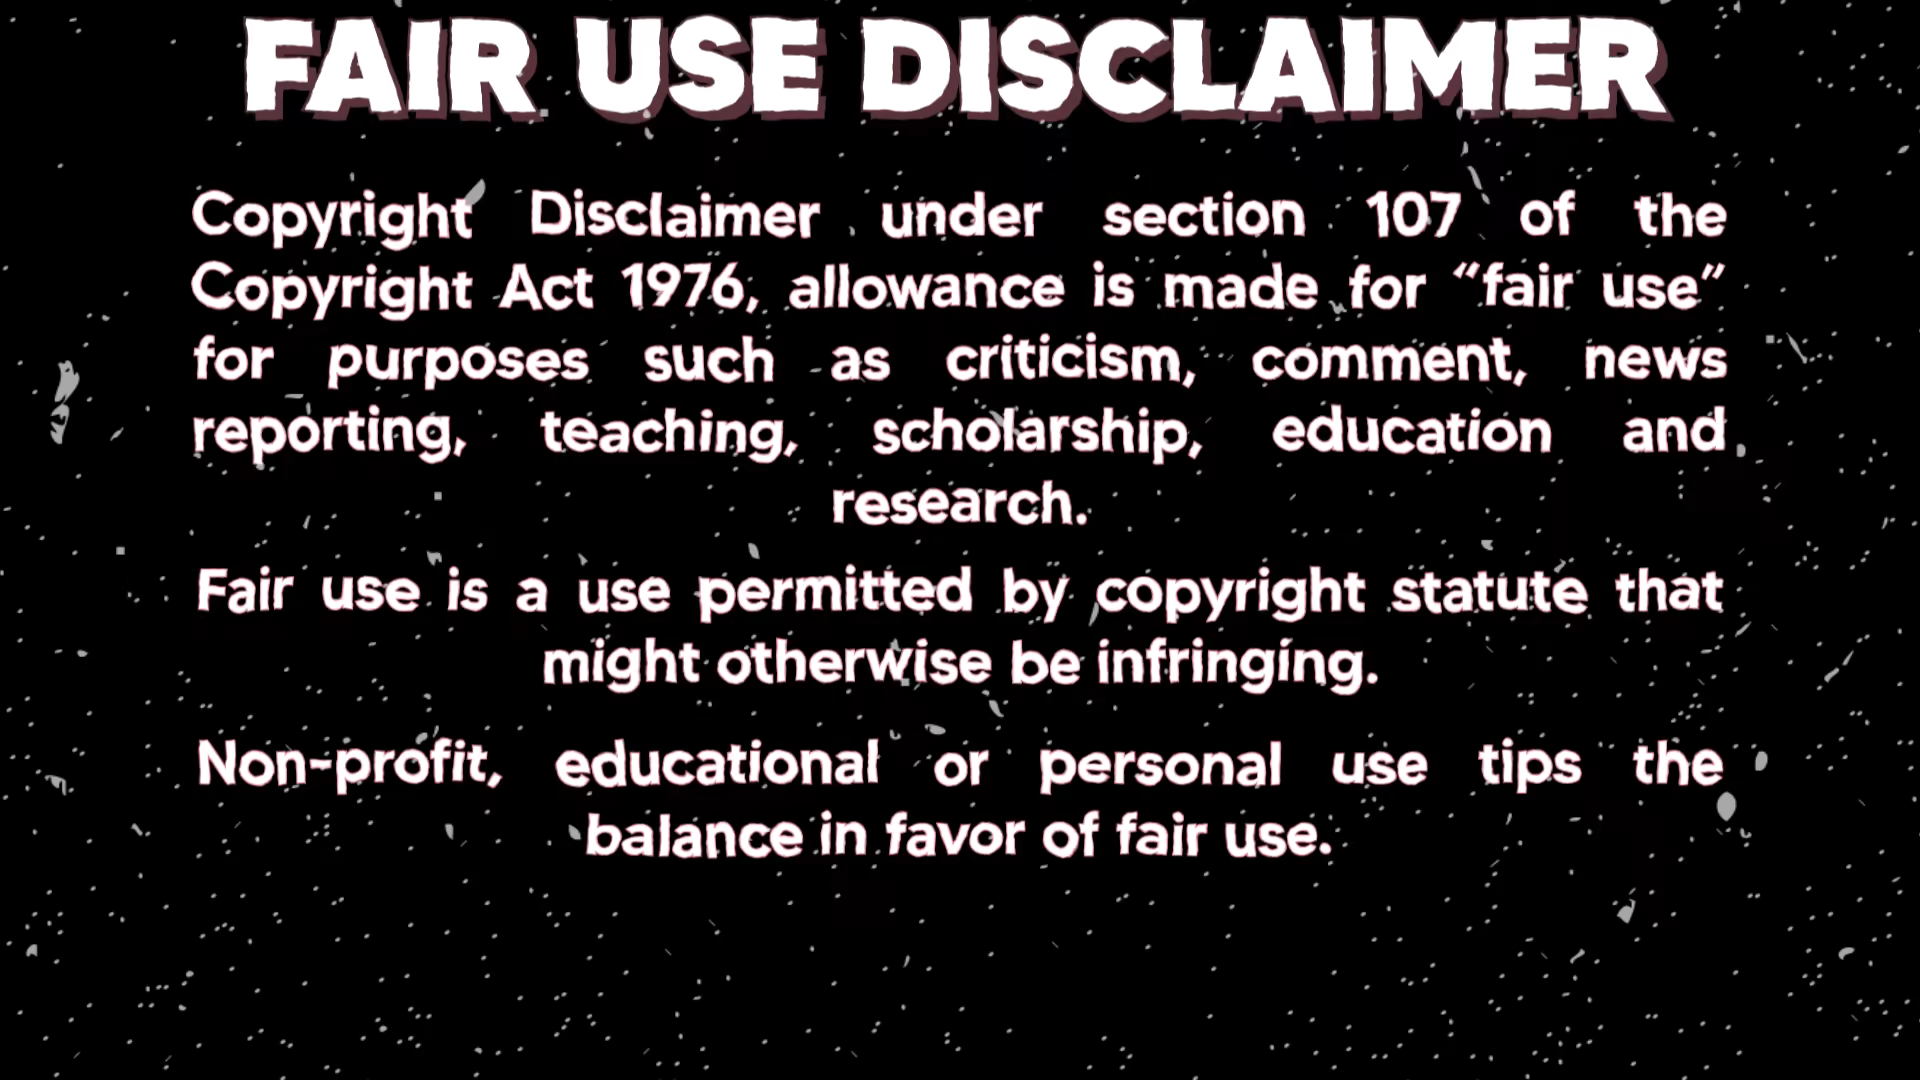 FAIR USE DISCLAIMER
Copyright Disclaimer under section 107 of the
Copyright Act 1976, allowance is made for “fair use”
for purposes such as criticism, comment, news
reporting, teaching, scholarship, education and
research.
Fair use is a use permitted by copyright statute that
might otherwise be infringing.
Non-profit, educational or personal use tips the
balance in favor of fair use.